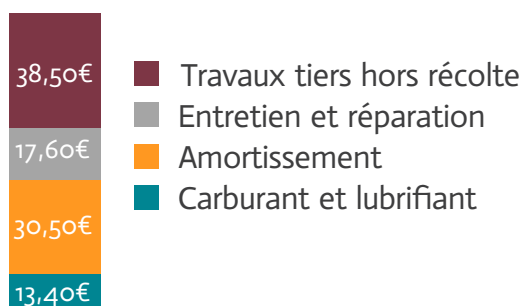 38,50€
Travaux tiers hors récolte
Entretien et réparation
17,60€
Amortissement
Carburant et lubrifiant
30,50€
13,40€